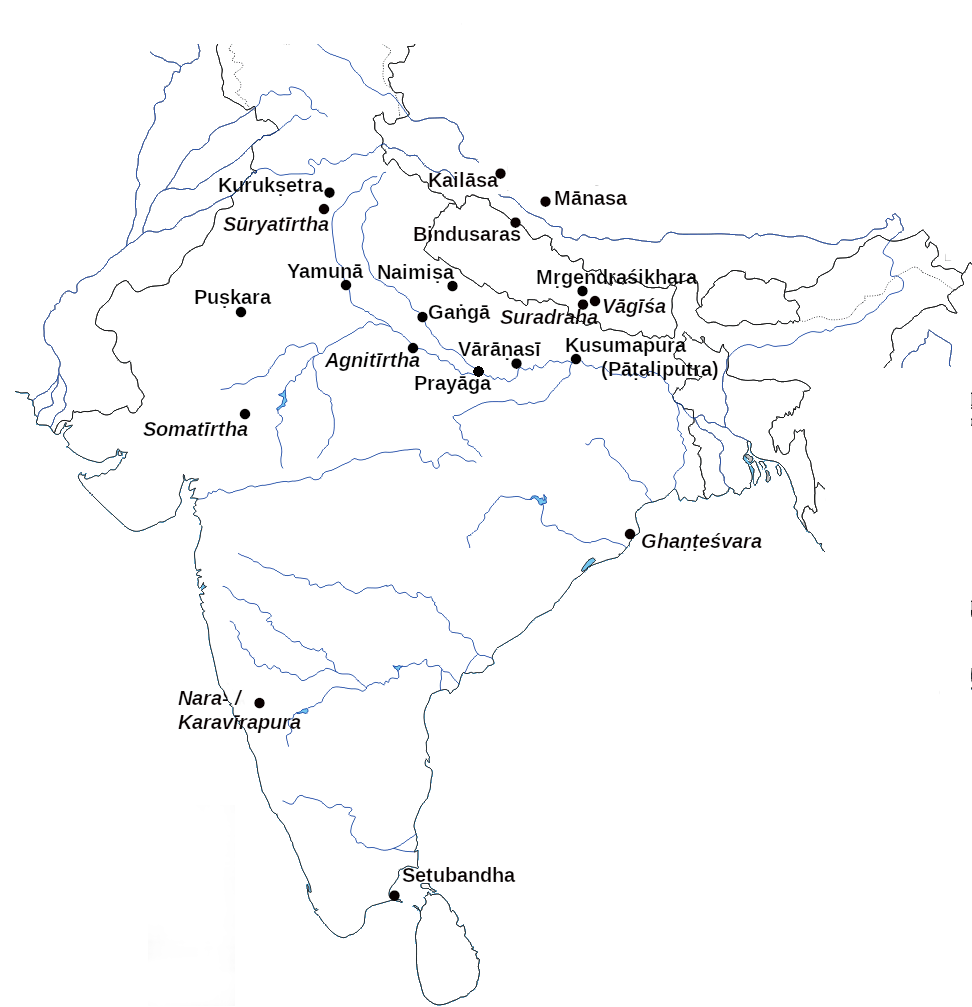 Kailāsa
Kurukṣetra
Mānasa
Sūryatīrtha
Bindusaras
Yamunā
Naimiṣa
Mṛgendraśikhara
Puṣkara
Vāgīśa
Gaṅgā
Suradraha
Vārāṇasī
Kusumapura
(Pāṭaliputra)
Agnitīrtha
Prayāga
Somatīrtha
Ghaṇṭeśvara
Nara- /
Karavīrapura
Setubandha